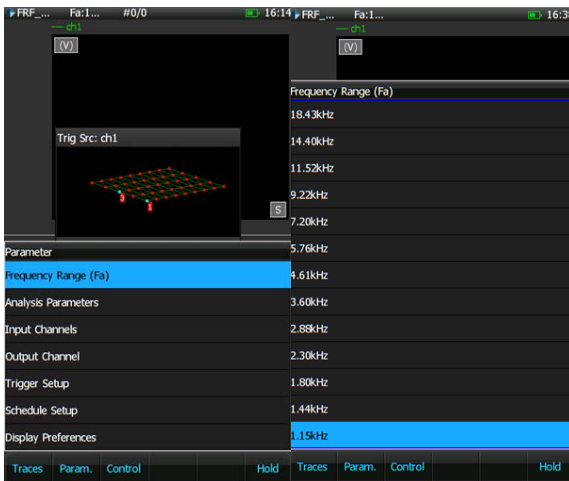 FRF_... Fa:1... #0/0 16:14
ch1
(V)
Trig Src: ch1
3
1
S
Parameter
Frequency Range (Fa)
Analysis Parameters
Input Channels
Output Channel
Trigger Setup
Schedule Setup
Display Preferences
Traces Param. Control Hold
FRF_... Fa:1...
ch1
(V)
Frequency Range (Fa)
18.43kHz
14.40kHz
11.52kHz
9.22kHz
7.20kHz
5.76kHz
4.61kHz
3.60kHz
2.88kHz
2.30kHz
1.80kHz
1.44kHz
1.15kHz
Traces Param. Control Hold